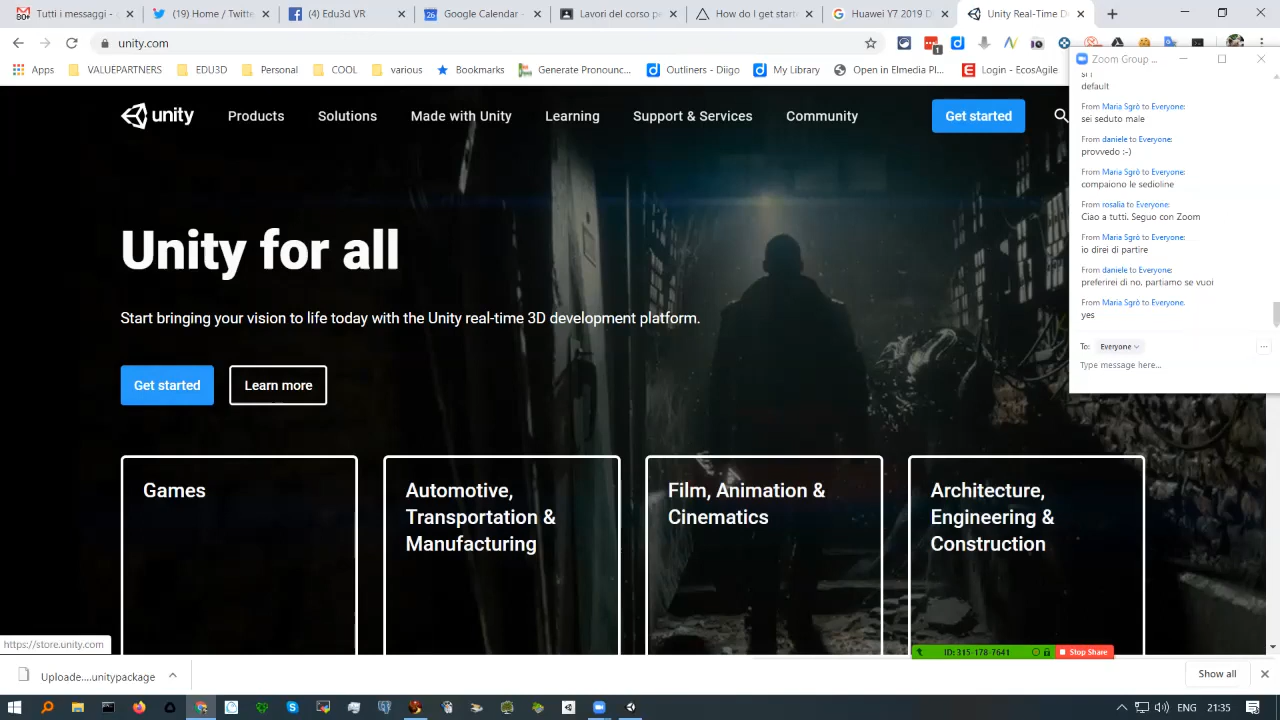 Tutti i messaggi -
(19) Home / Twitte
(4) Edu3d VR
Google Calendar -
Lavori del corso pe
How do I get starte
Huawei Y7 2019 D
Unity Real-Time D
unity.com
Apps
VALUEPARTNERS
EDU3D
Personal
COOL
various
Bookmarks
Generate Pronounc...
Outliners - Diigo
My Library
Open in Elmedia Pl...
Login - EcosAgile
unity
Products
Solutions
Made With Unity
Learning
Support & Services
Community
Get started
Unity for all
Start bringing your vision to life today with the Unity real-time 3D development platform.
Get started
Learn more
Games
Automotive,
Transportation &
Manufacturing
Film, Animation &
Cinematics
Architecture,
Engineering &
Construction
Zoom Group ...
default
From Maria Sgrò to Everyone:
sei seduto male
From daniele to Everyone:
provvedo :-)
From Maria Sgrò to Everyone:
compaiono le sedioline
From rosalia to Everyone:
Ciao a tutti. Seguo con Zoom
From Maria Sgrò to Everyone:
io direi di partire
From daniele to Everyone:
preferirei di no, partiamo se vuoi
From Maria Sgrò to Everyone:
yes
To: Everyone
Type message here...
https://store.unity.com
ID: 315-178-7641
Stop Share
Uploade....unitypackage
Show all
ENG
21:35